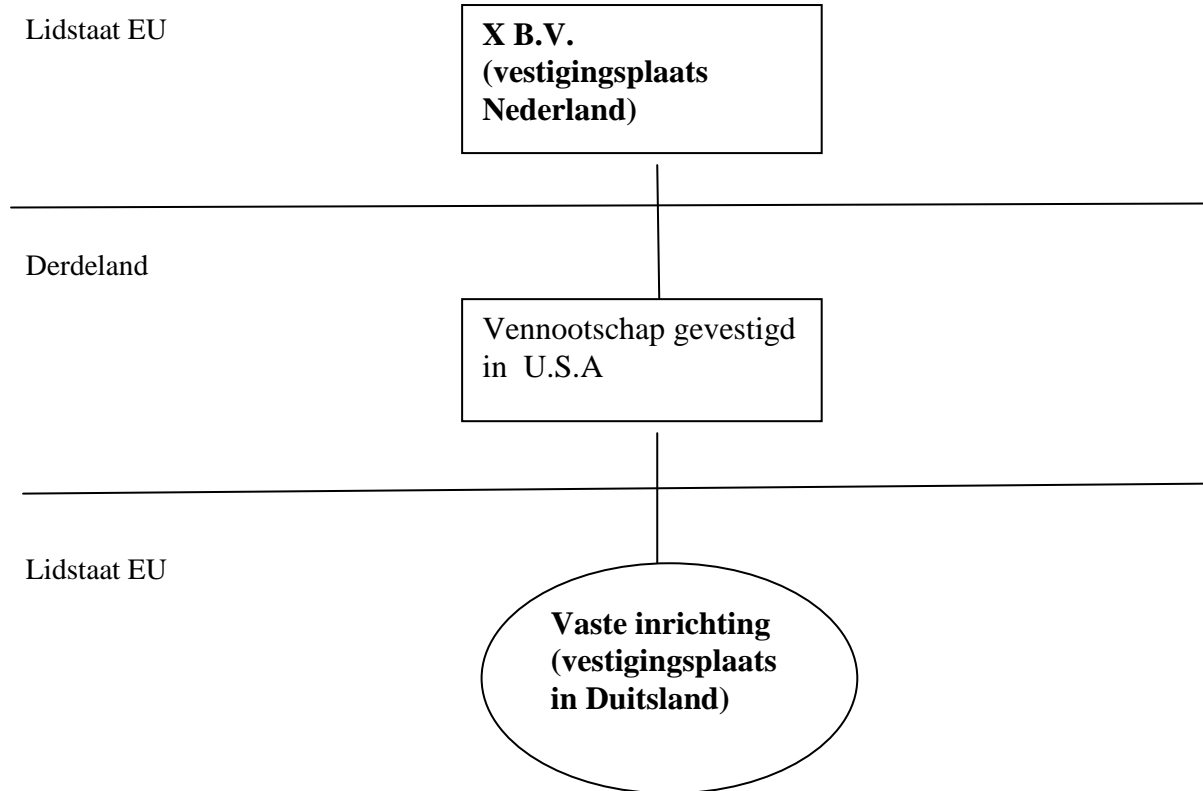 Lidstaat EU
X B.V.
(vestigingsplaats
Nederland)
Derdeland
Vennootschap gevestigd
in U.S.A
Lidstaat EU
Vaste inrichting
(vestigingsplaats
in Duitsland)